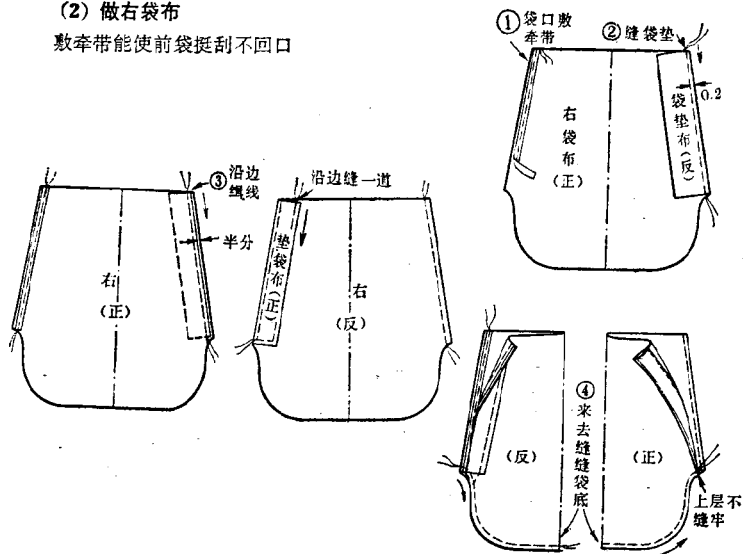 (2) 做右袋布
敷牵带能使前袋挺刮不回口
① 袋口敷
牵带
② 缝袋垫
0.2
袋垫布(反)
右袋布
(正)
③ 沿边
缉线
半分
右
(正)
沿边缝一道
垫袋布(正)
右
(反)
④来去缝缝袋底
(反)
(正)
上层不
缝牢